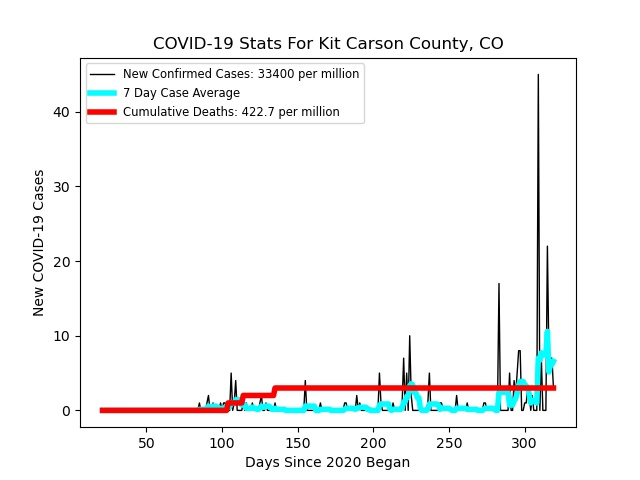 COVID-19 Stats For Kit Carson County, CO
New Confirmed Cases: 33400 per million
7 Day Case Average
Cumulative Deaths: 422.7 per million
New COVID-19 Cases
40
30
20
10
0
50 100 150 200 250 300
Days Since 2020 Began